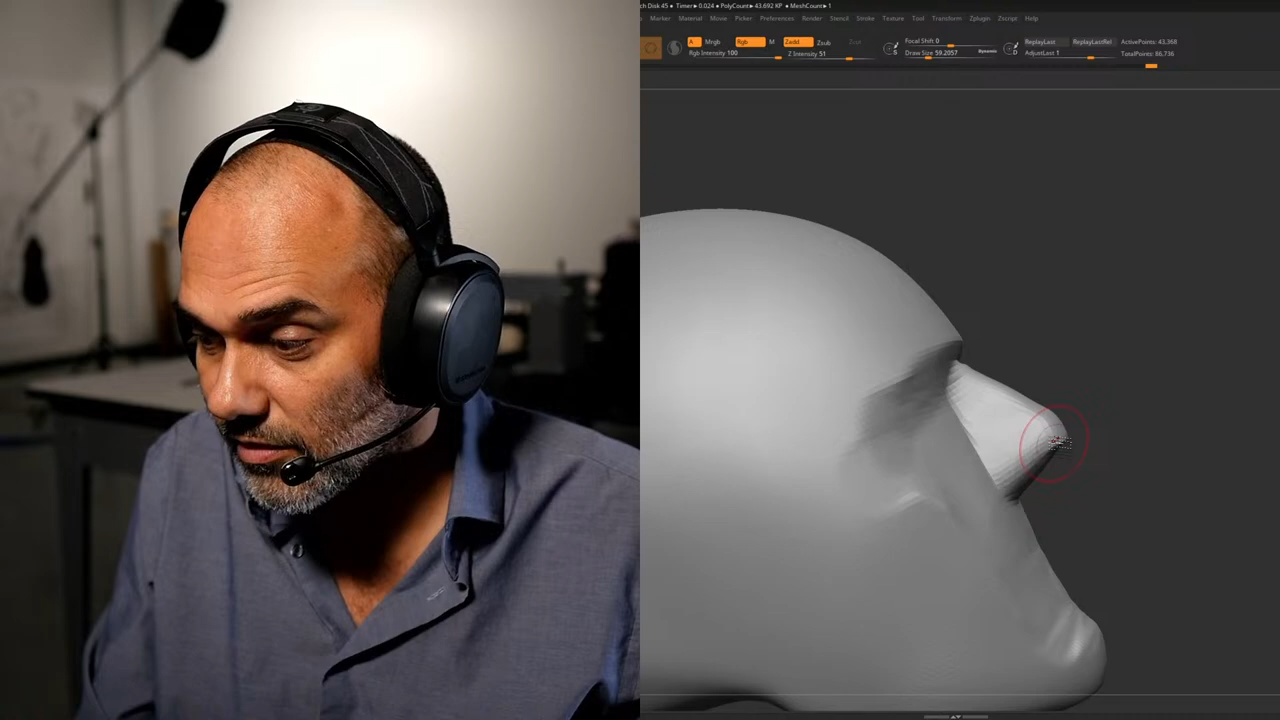 ch Disk 45 ● Timer▶0.024 ● PolyCount▶43.692 KP ● MeshCount▶1
Marker Material Movie Picker Preferences Render Stencil Stroke Texture Tool Transform Zplugin Zscript Help
A Mrgb Rgb M Zadd Zsub Focal Shift 0 ReplayLast ReplayLastRel ActivePoints: 43,368
Rgb Intensity 100 Z Intensity 51 Draw Size 59.2057 Dynamic AdjustLast 1 TotalPoints: 86,736